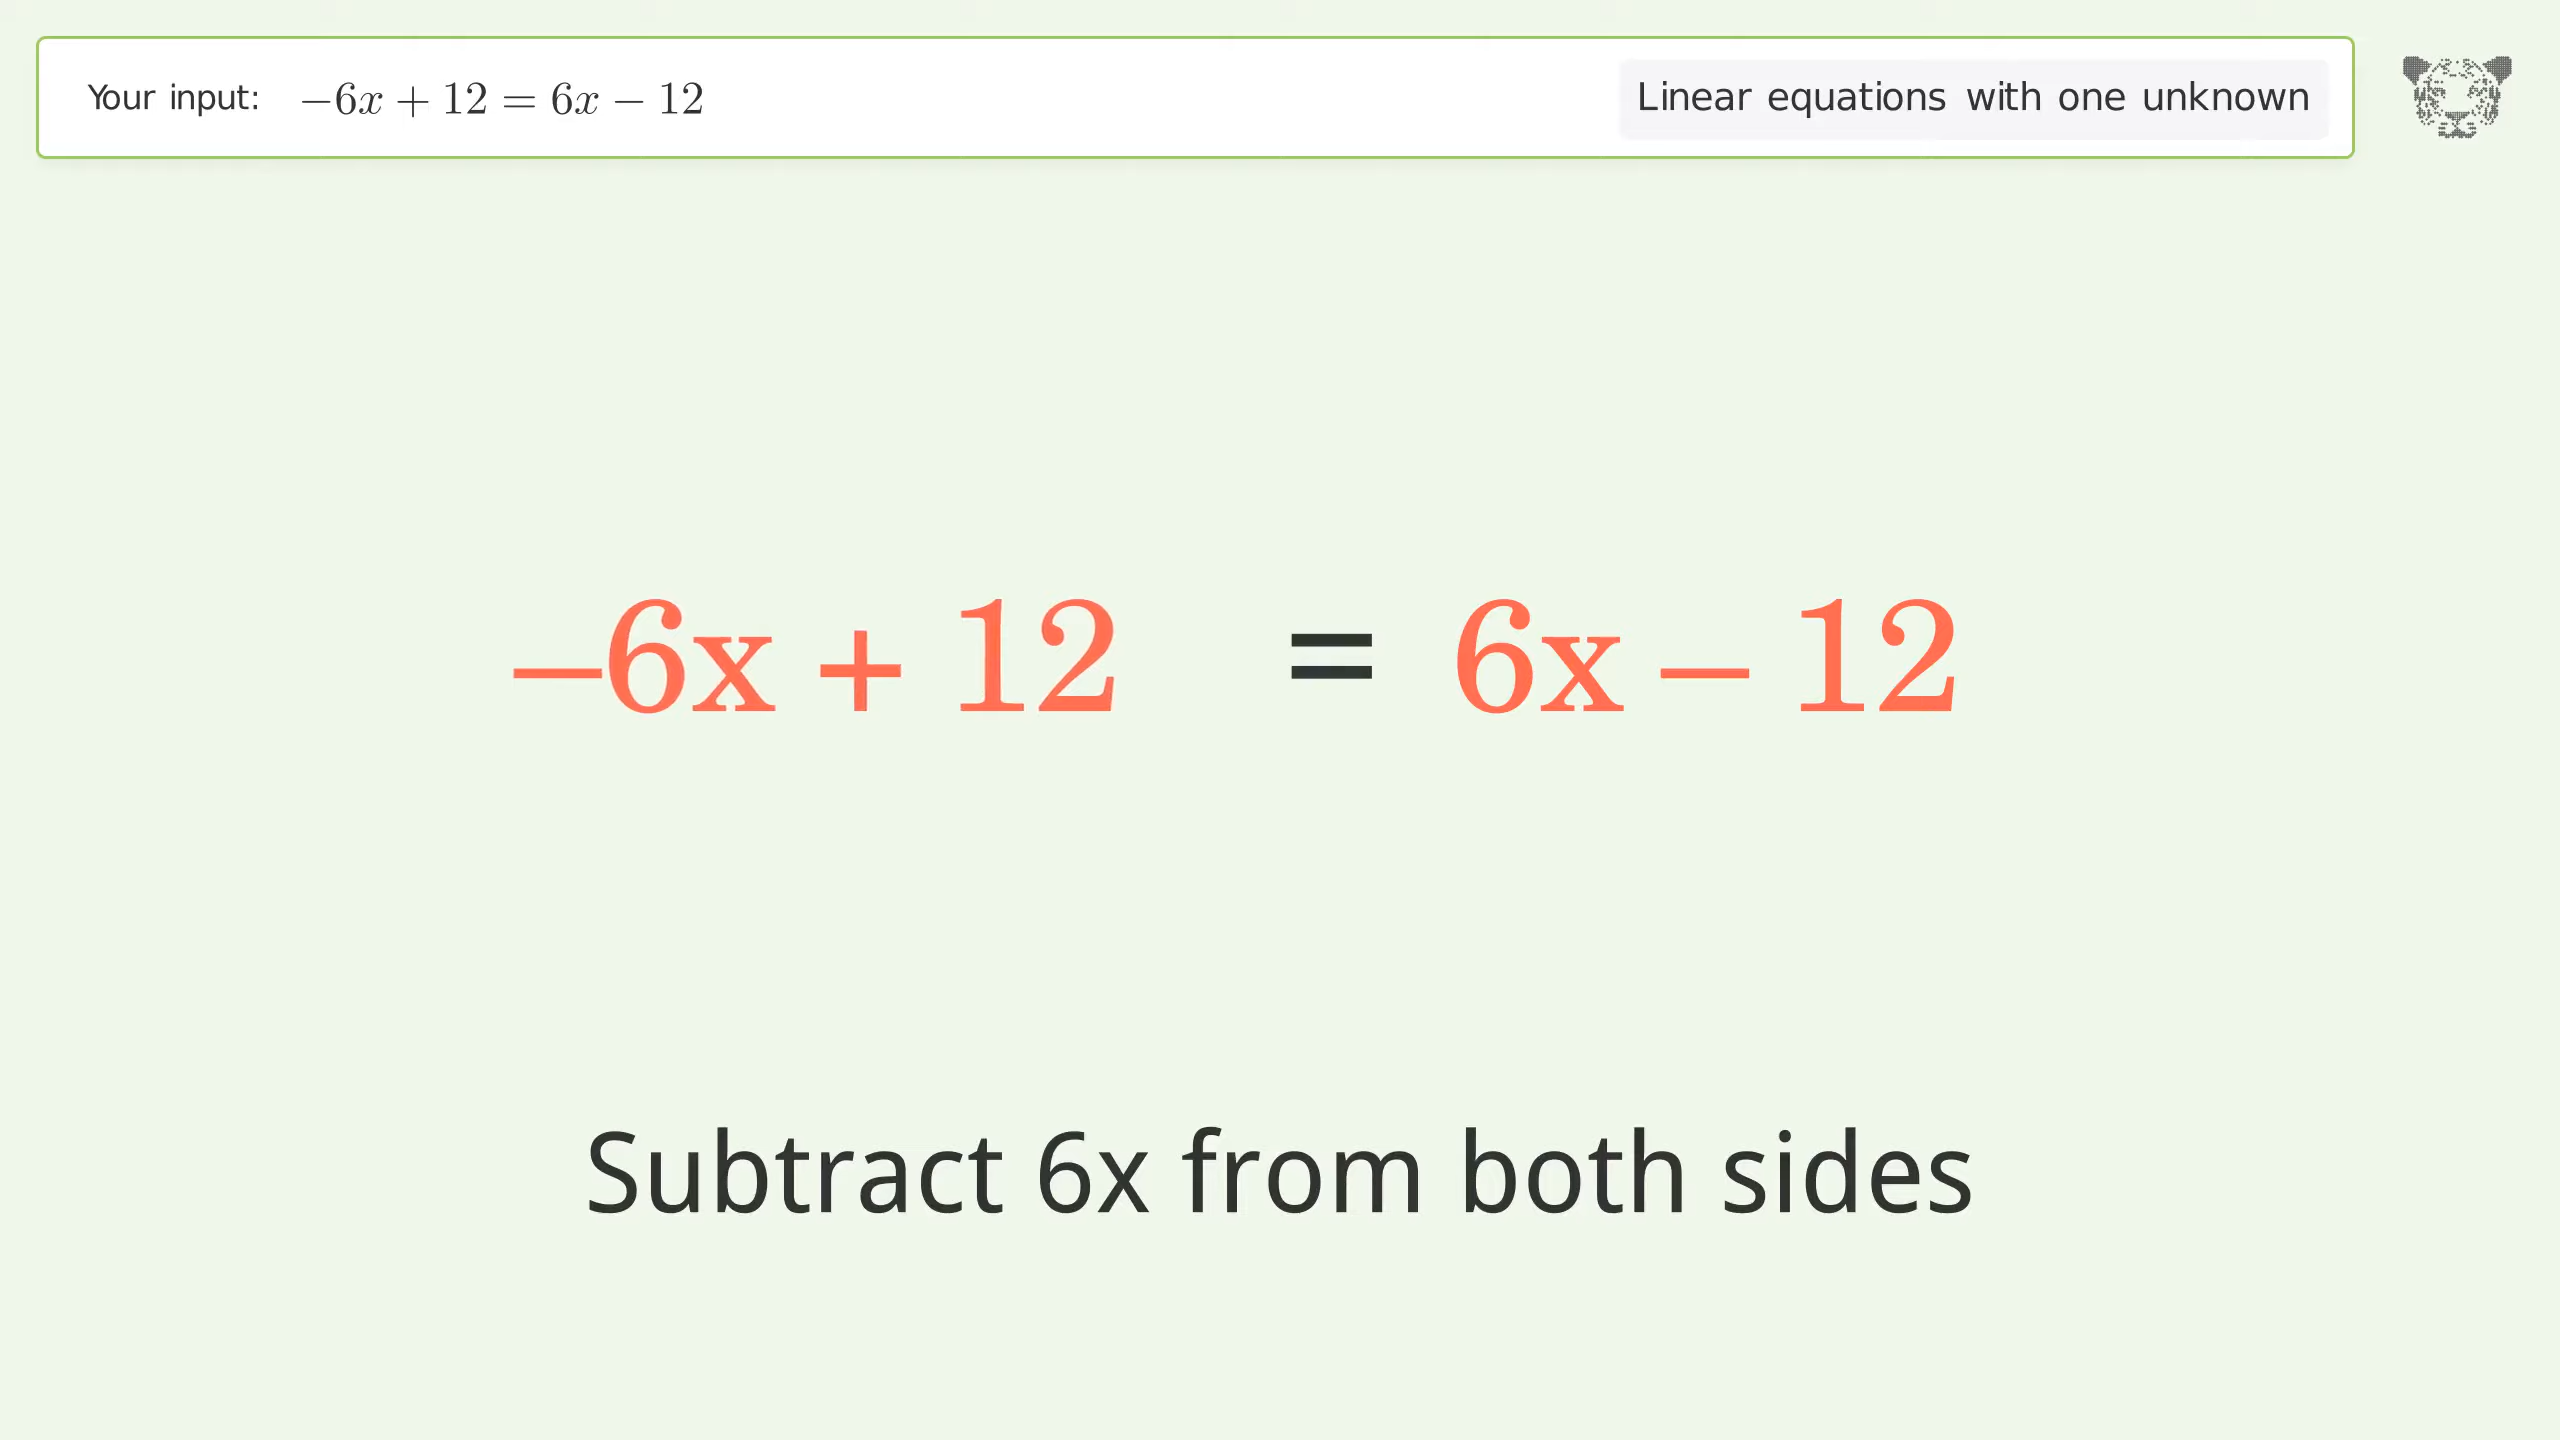 Your input: −6x + 12 = 6x − 12
Linear equations with one unknown
−6x + 12 = 6x − 12
Subtract 6x from both sides